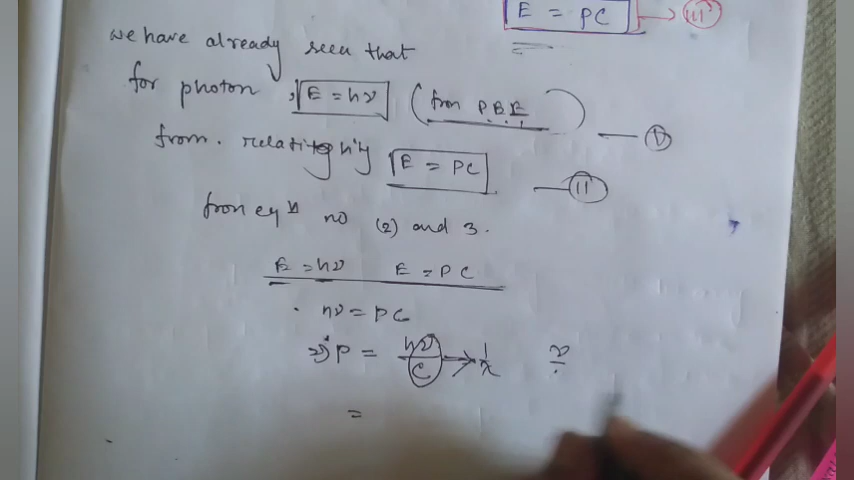 E = PC → III
we have already seen that
for photon, E = hν (from P.E.E) — V
from. relativity E = PC — III
from eqn no (2) and 3.
E = hν E = PC
hν = PC
P = hν/C → 1/λ ν/
=